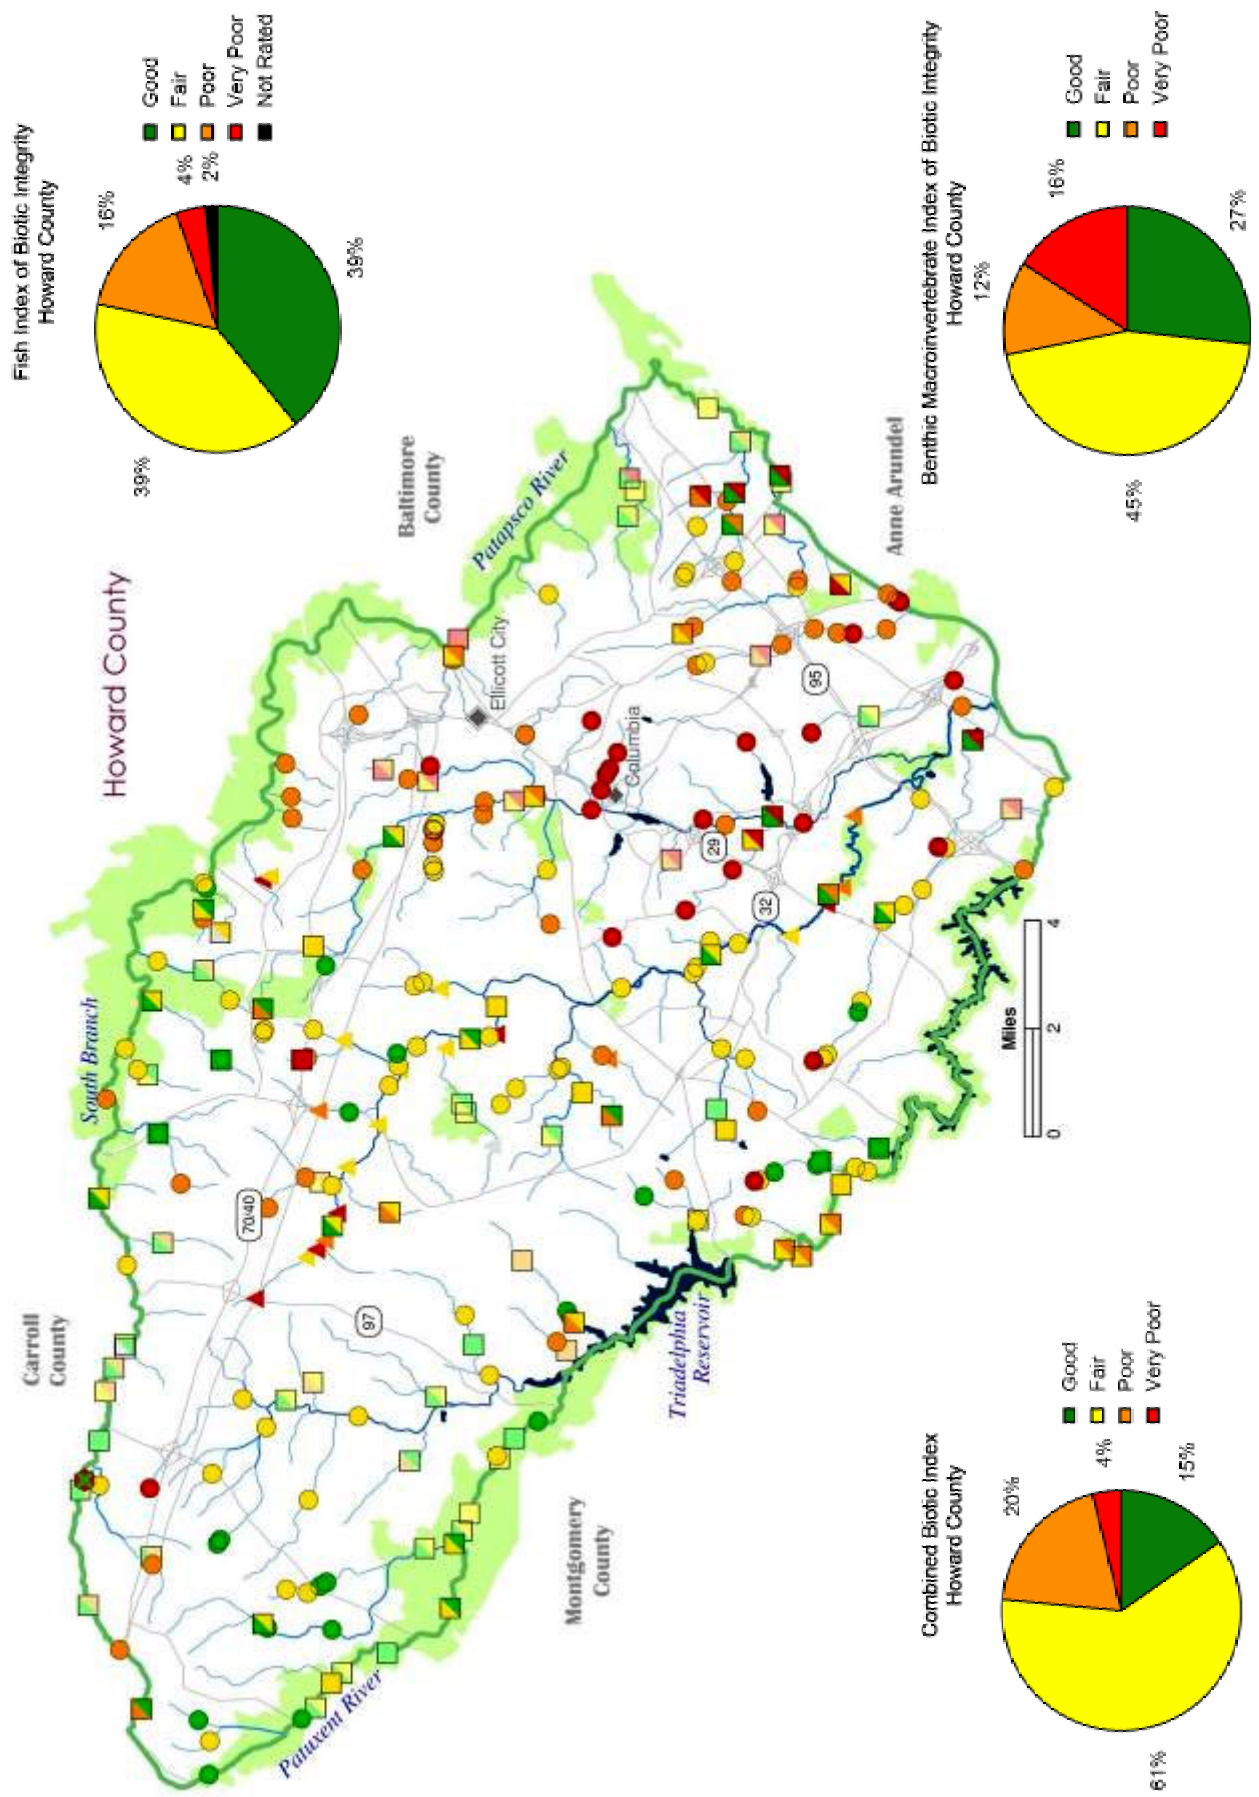 Howard County
Carroll
County
South Branch
Baltimore
County
Patapsco River
Ellicott City
Columbia
Anne Arundel
Montgomery
County
Patuxent River
Triadelphia
Reservoir
70/40
97
32
29
95
Miles
0
2
4
Fish Index of Biotic Integrity
Howard County
39%
16%
4%
2%
39%
Good
Fair
Poor
Very Poor
Not Rated
Combined Biotic Index
Howard County
61%
20%
4%
15%
Good
Fair
Poor
Very Poor
Benthic Macroinvertebrate Index of Biotic Integrity
Howard County
45%
12%
16%
27%
Good
Fair
Poor
Very Poor